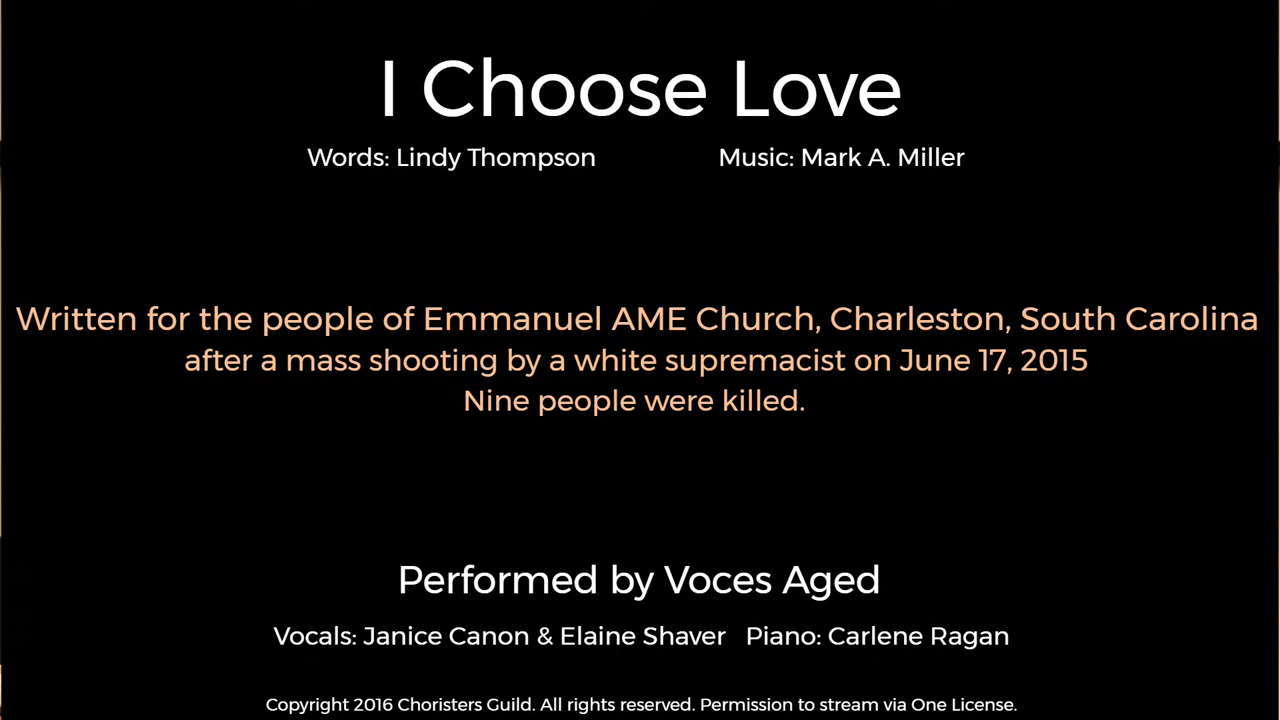 I Choose Love
Words: Lindy Thompson Music: Mark A. Miller
Written for the people of Emmanuel AME Church, Charleston, South Carolina
after a mass shooting by a white supremacist on June 17, 2015
Nine people were killed.
Performed by Voces Aged
Vocals: Janice Canon & Elaine Shaver Piano: Carlene Ragan
Copyright 2016 Choristers Guild. All rights reserved. Permission to stream via One License.